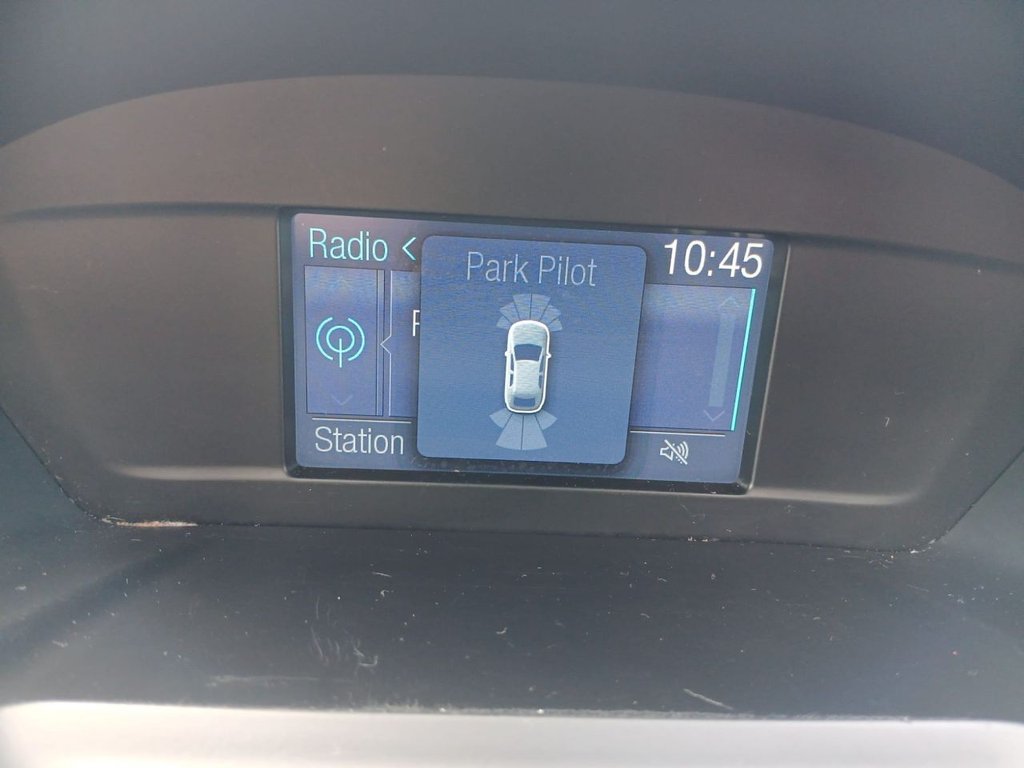 Radio <
Park Pilot
10:45
Station